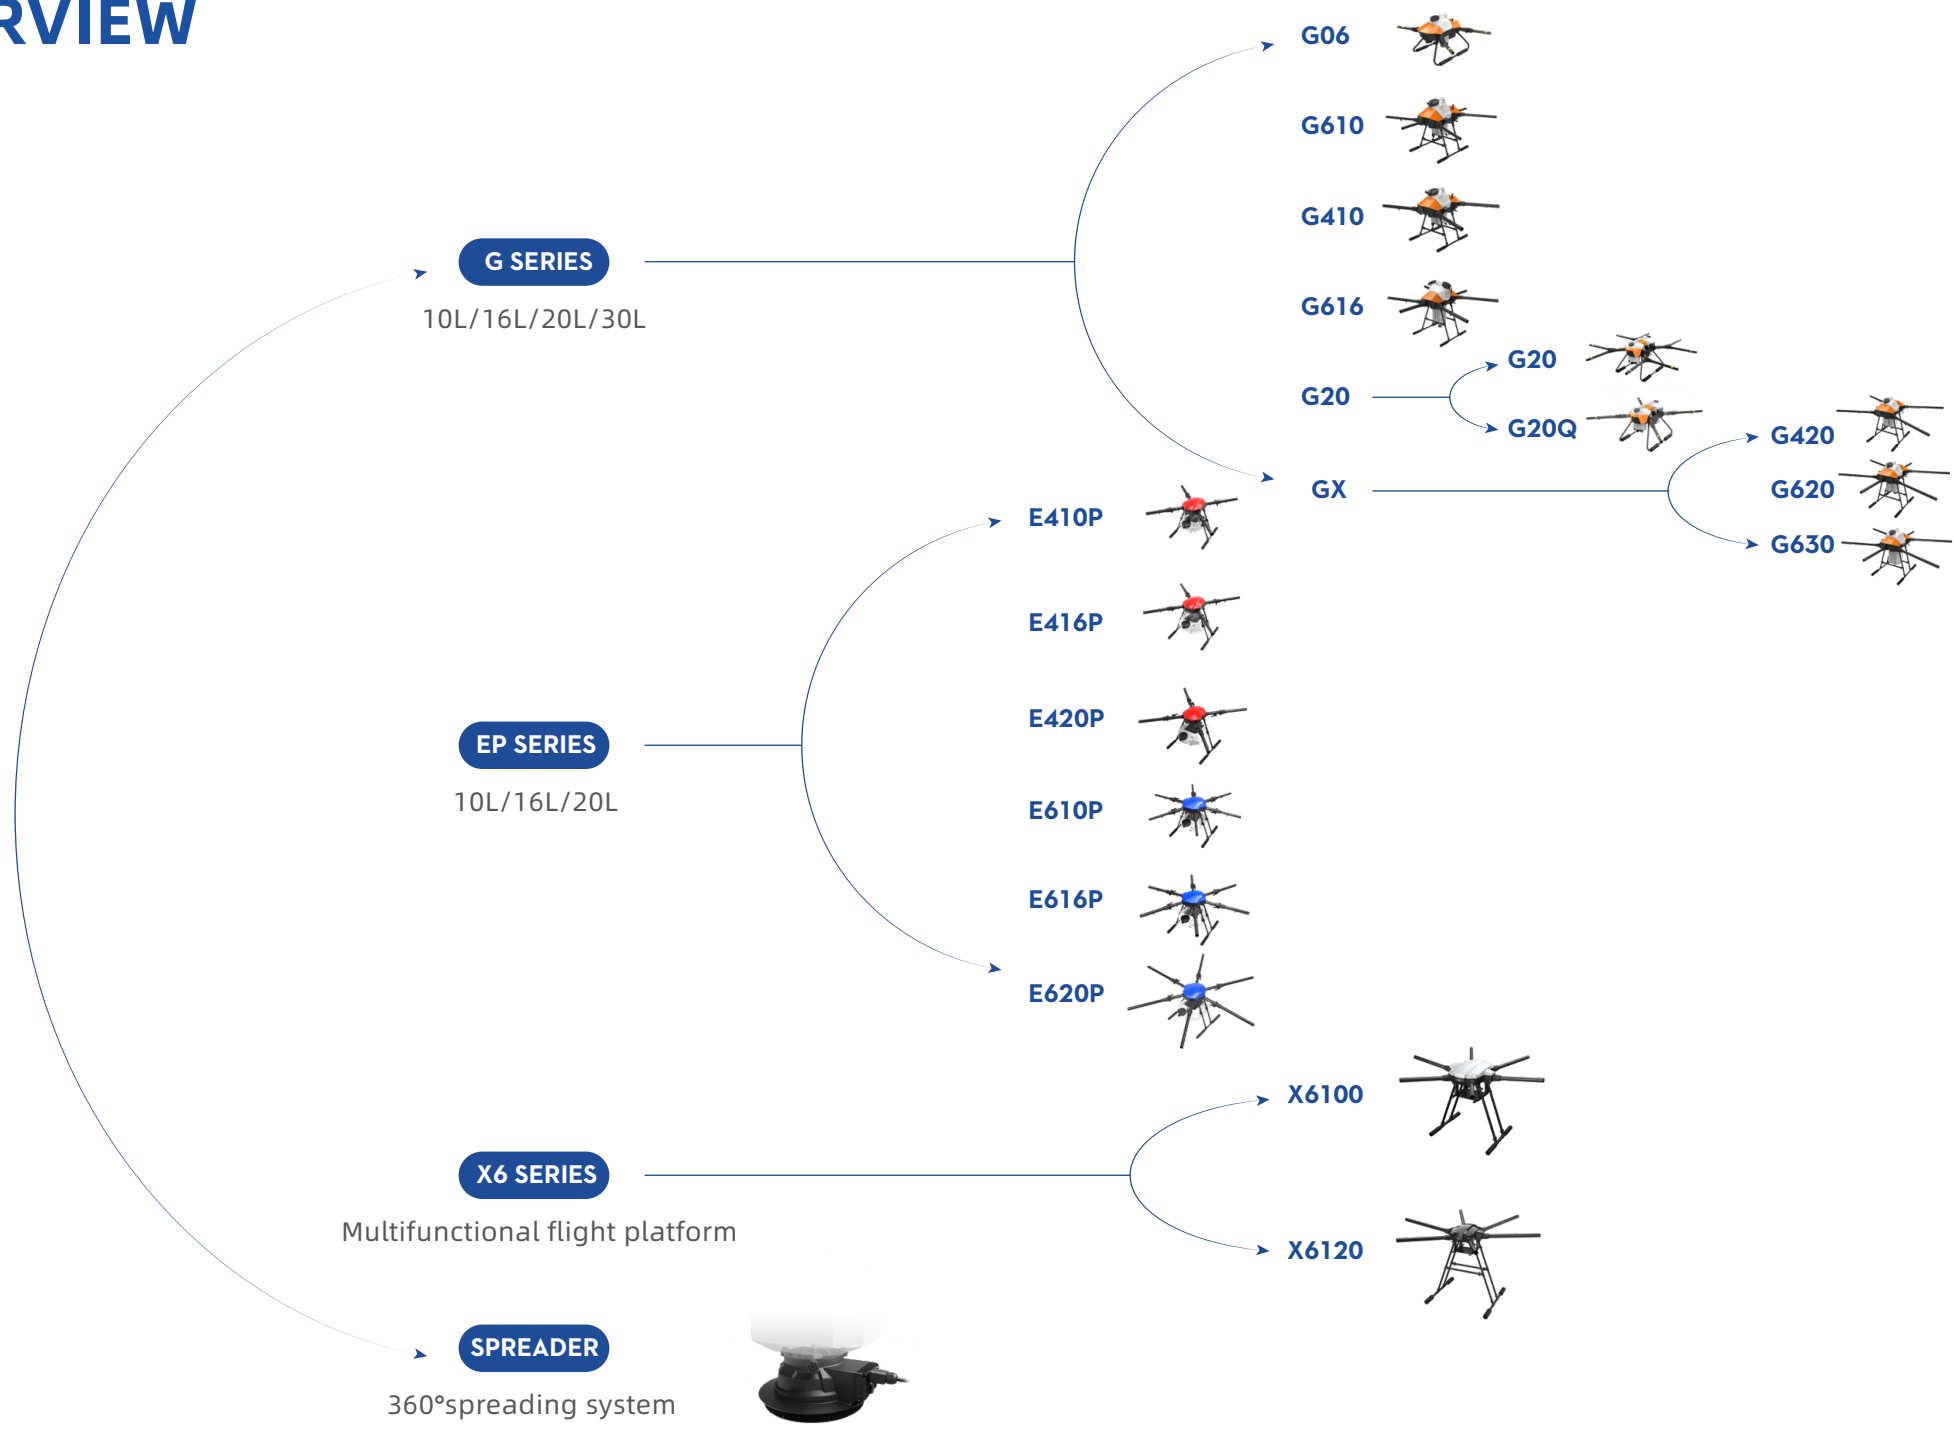 RVIEW
G SERIES
10L/16L/20L/30L
G06
G610
G410
G616
G20
G20
G20Q
GX
G420
G620
G630
EP SERIES
10L/16L/20L
E410P
E416P
E420P
E610P
E616P
E620P
X6 SERIES
Multifunctional flight platform
X6100
X6120
SPREADER
360°spreading system